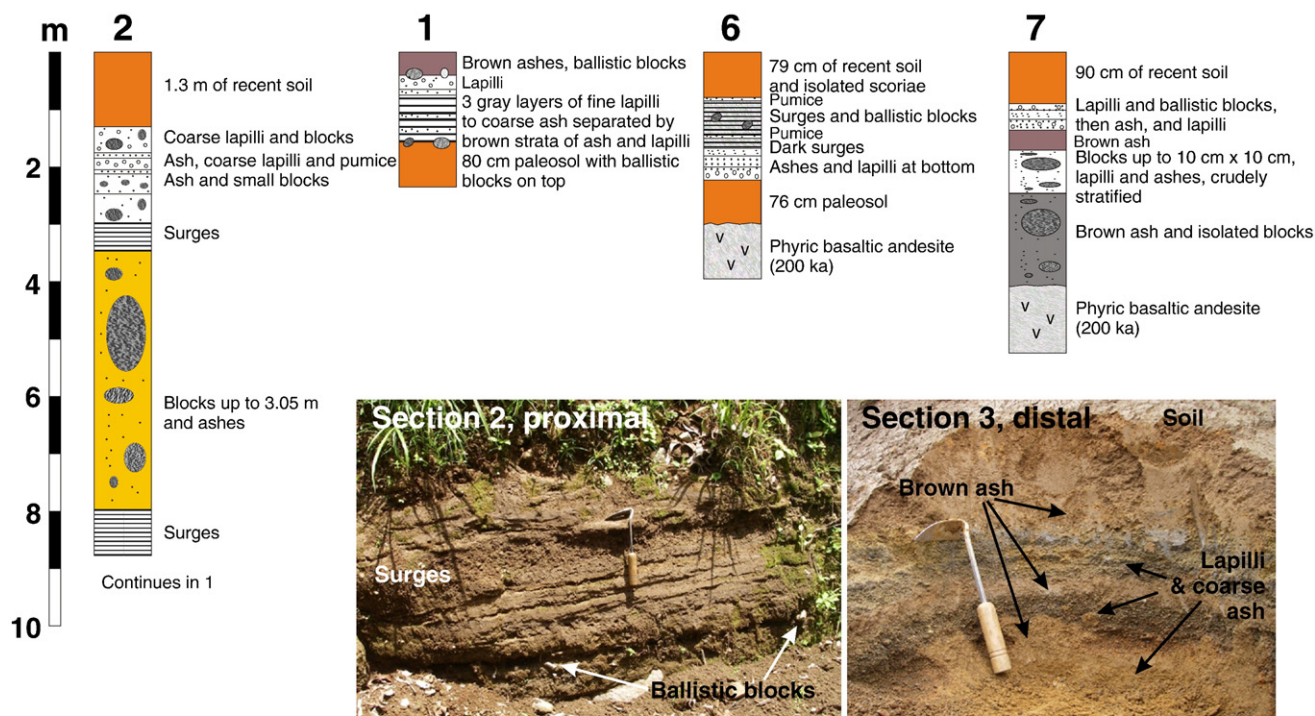 m
2
4
6
8
10
2
1.3 m of recent soil
Coarse lapilli and blocks
Ash, coarse lapilli and pumice
Ash and small blocks
Surges
Blocks up to 3.05 m
and ashes
Surges
Continues in 1
1
Brown ashes, ballistic blocks
Lapilli
3 gray layers of fine lapilli
to coarse ash separated by
brown strata of ash and lapilli
80 cm paleosol with ballistic
blocks on top
6
79 cm of recent soil
and isolated scoriae
Pumice
Surges and ballistic blocks
Pumice
Dark surges
Ashes and lapilli at bottom
76 cm paleosol
v
v
v
Phyric basaltic andesite
(200 ka)
7
90 cm of recent soil
Lapilli and ballistic blocks,
then ash, and lapilli
Brown ash
Blocks up to 10 cm x 10 cm,
lapilli and ashes, crudely
stratified
Brown ash and isolated blocks
v
v
v
Phyric basaltic andesite
(200 ka)
Section 2, proximal
Surges
Ballistic blocks
Section 3, distal
Soil
Brown ash
Lapilli
& coarse
ash